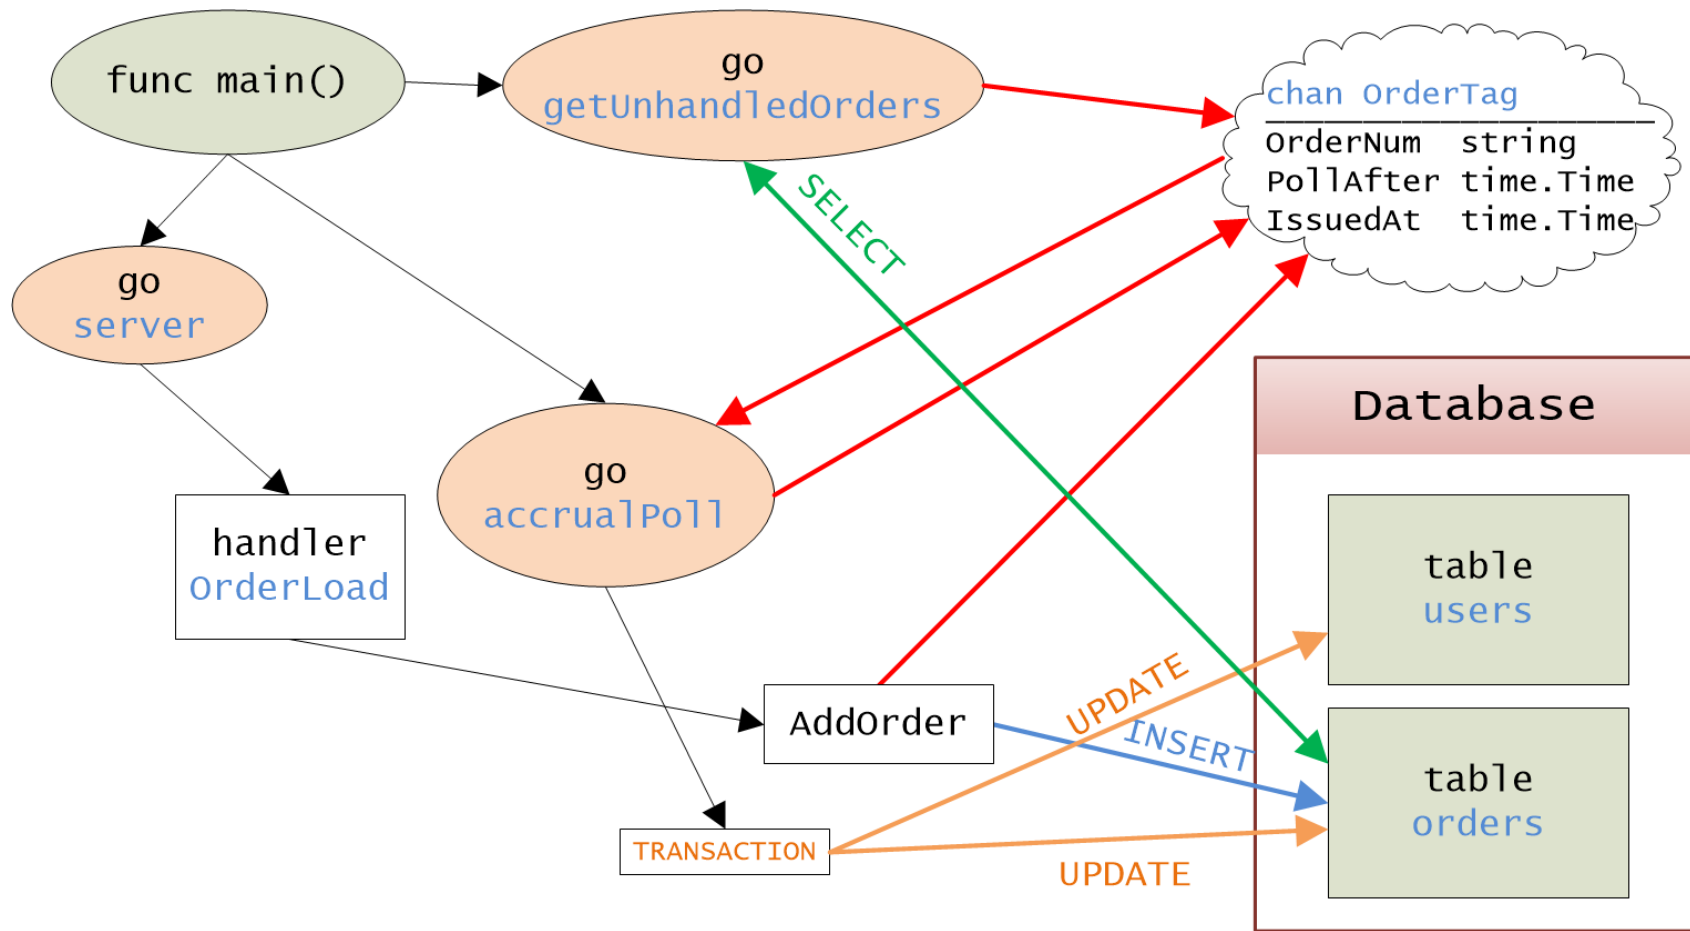 func main()
go
getUnhandledOrders
chan OrderTag
OrderNum string
PollAfter time.Time
IssuedAt time.Time
SELECT
go
server
Database
go
accrualPoll
handler
OrderLoad
table
users
UPDATE
AddOrder
INSERT
table
orders
TRANSACTION
UPDATE